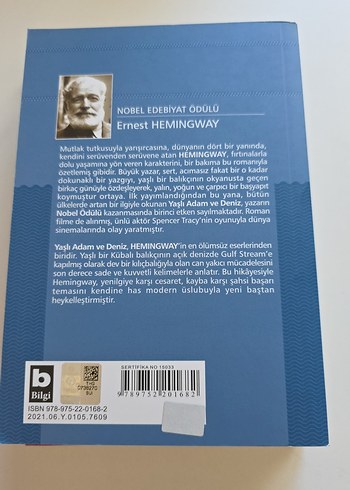 NOBEL EDEBİYAT ÖDÜLÜ
Ernest HEMINGWAY
Mutlak tutkusuyla yarışırcasına, dünyanın dört bir yanında,
kendini serüvenden serüvene atan HEMINGWAY, fırtınalarla
dolu yaşamına yön veren karakterini, bir bakıma bu romanıyla
özetlemiş gibidir. Büyük yazar, sert, acımasız fakat bir o kadar
dokunaklı bir yazgıyı, yaşlı bir balıkçının okyanusta geçen
birkaç günüyle özdeşleyerek, yalın, yoğun ve çarpıcı bir başyapıt
koymuştur ortaya. İlk yayımlandığından bu yana, bütün
ülkelerde artan bir ilgiyle okunan Yaşlı Adam ve Deniz, yazarın
Nobel Ödülü kazanmasında birinci etken sayılmaktadır. Roman
filme de alınmış, ünlü aktör Spencer Tracy'nin oyunuyla dünya
sinemalarında olay yaratmıştır.
Yaşlı Adam ve Deniz, HEMINGWAY'in en ölümsüz eserlerinden
biridir. Yaşlı bir Kübalı balıkçının açık denizde Gulf Stream'e
kapılmış olarak dev bir kılıçbalığıyla olan can yakıcı mücadelesini
son derece sade ve kuvvetli kelimelerle anlatır. Bu hikâyesiyle
Hemingway, yenilgiye karşı cesaret, kayba karşı şahsi başarı
temasını kendine has modern üslubuyla yeni baştan
heykelleştirmiştir.
SERTİFİKA NO 15033
b
Bilgi
9 789752 201682
ISBN 978-975-22-0168-2
2021.06.Y.0105.7609